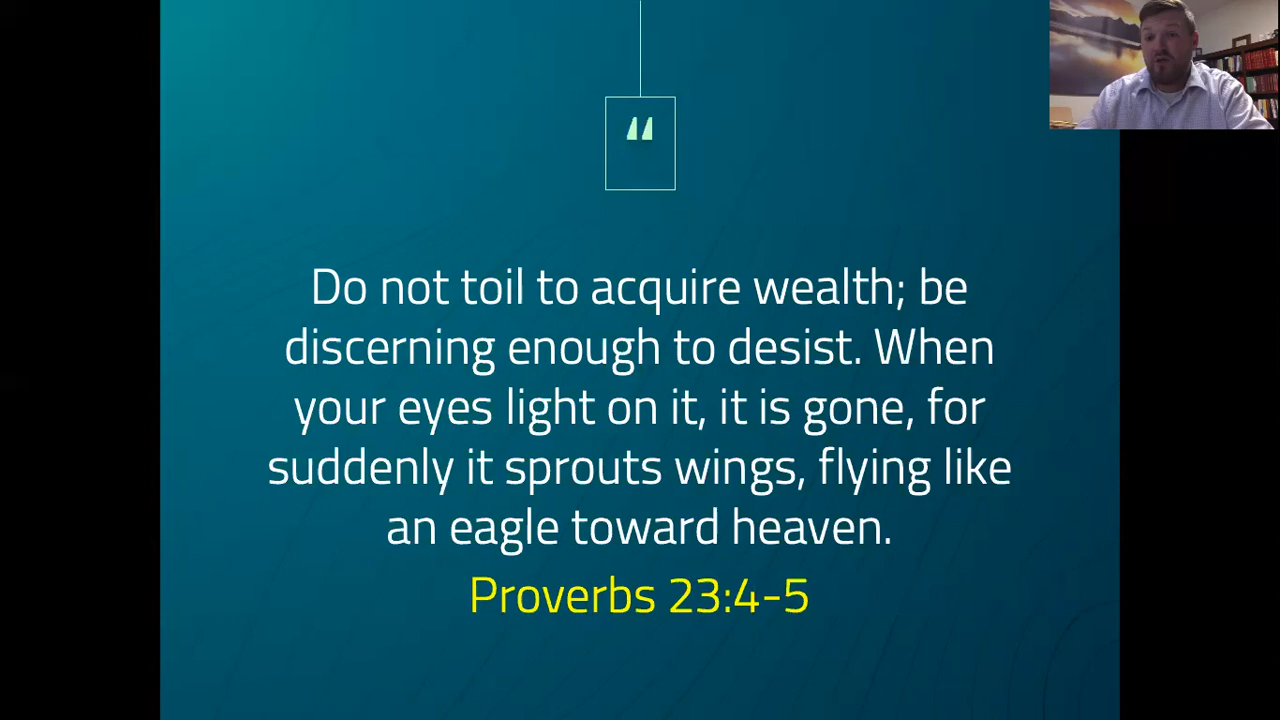 “
Do not toil to acquire wealth; be
discerning enough to desist. When
your eyes light on it, it is gone, for
suddenly it sprouts wings, flying like
an eagle toward heaven.
Proverbs 23:4-5